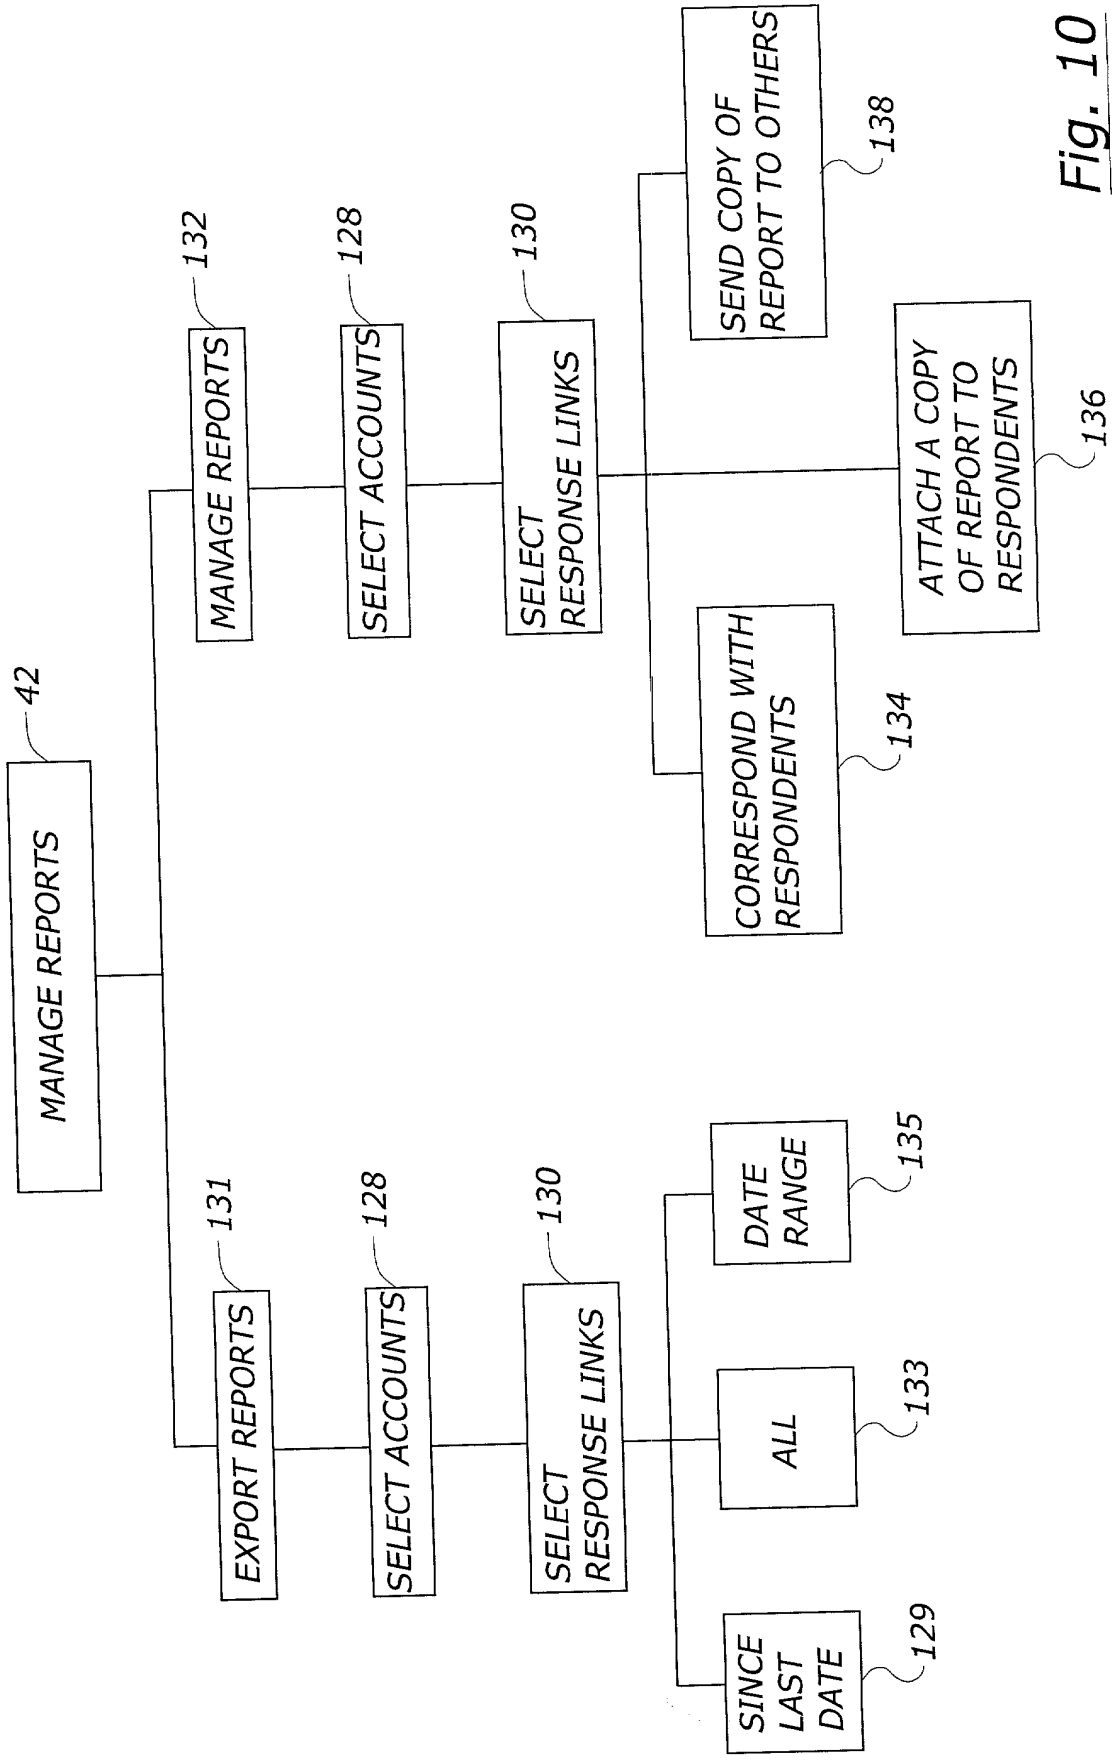 MANAGE REPORTS
42
EXPORT REPORTS
131
MANAGE REPORTS
132
SELECT ACCOUNTS
128
SELECT ACCOUNTS
128
SELECT
RESPONSE LINKS
130
SELECT
RESPONSE LINKS
130
SINCE
LAST
DATE
129
ALL
133
DATE
RANGE
135
CORRESPOND WITH
RESPONDENTS
134
SEND COPY OF
REPORT TO OTHERS
138
ATTACH A COPY
OF REPORT TO
RESPONDENTS
136
Fig. 10